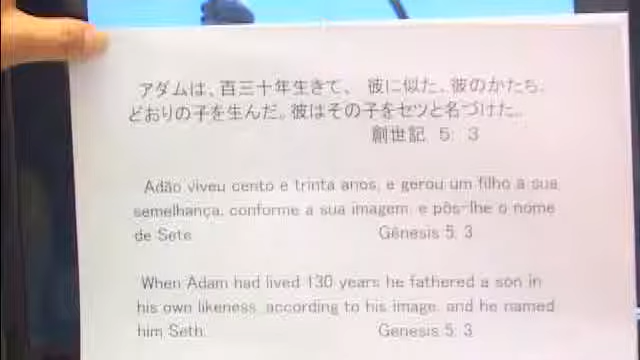 アダムは、百三十年生きて、 彼に似た、彼のかたち、
どおりの子を生んだ。彼はその子をセツと名づけた。
創世記 5:3
Adão viveu cento e trinta anos, e gerou um filho à sua
semelhança, conforme a sua imagem, e pôs-lhe o nome
de Sete. Gênesis 5:3
When Adam had lived 130 years he fathered a son in
his own likeness, according to his image, and he named
him Seth. Genesis 5:3